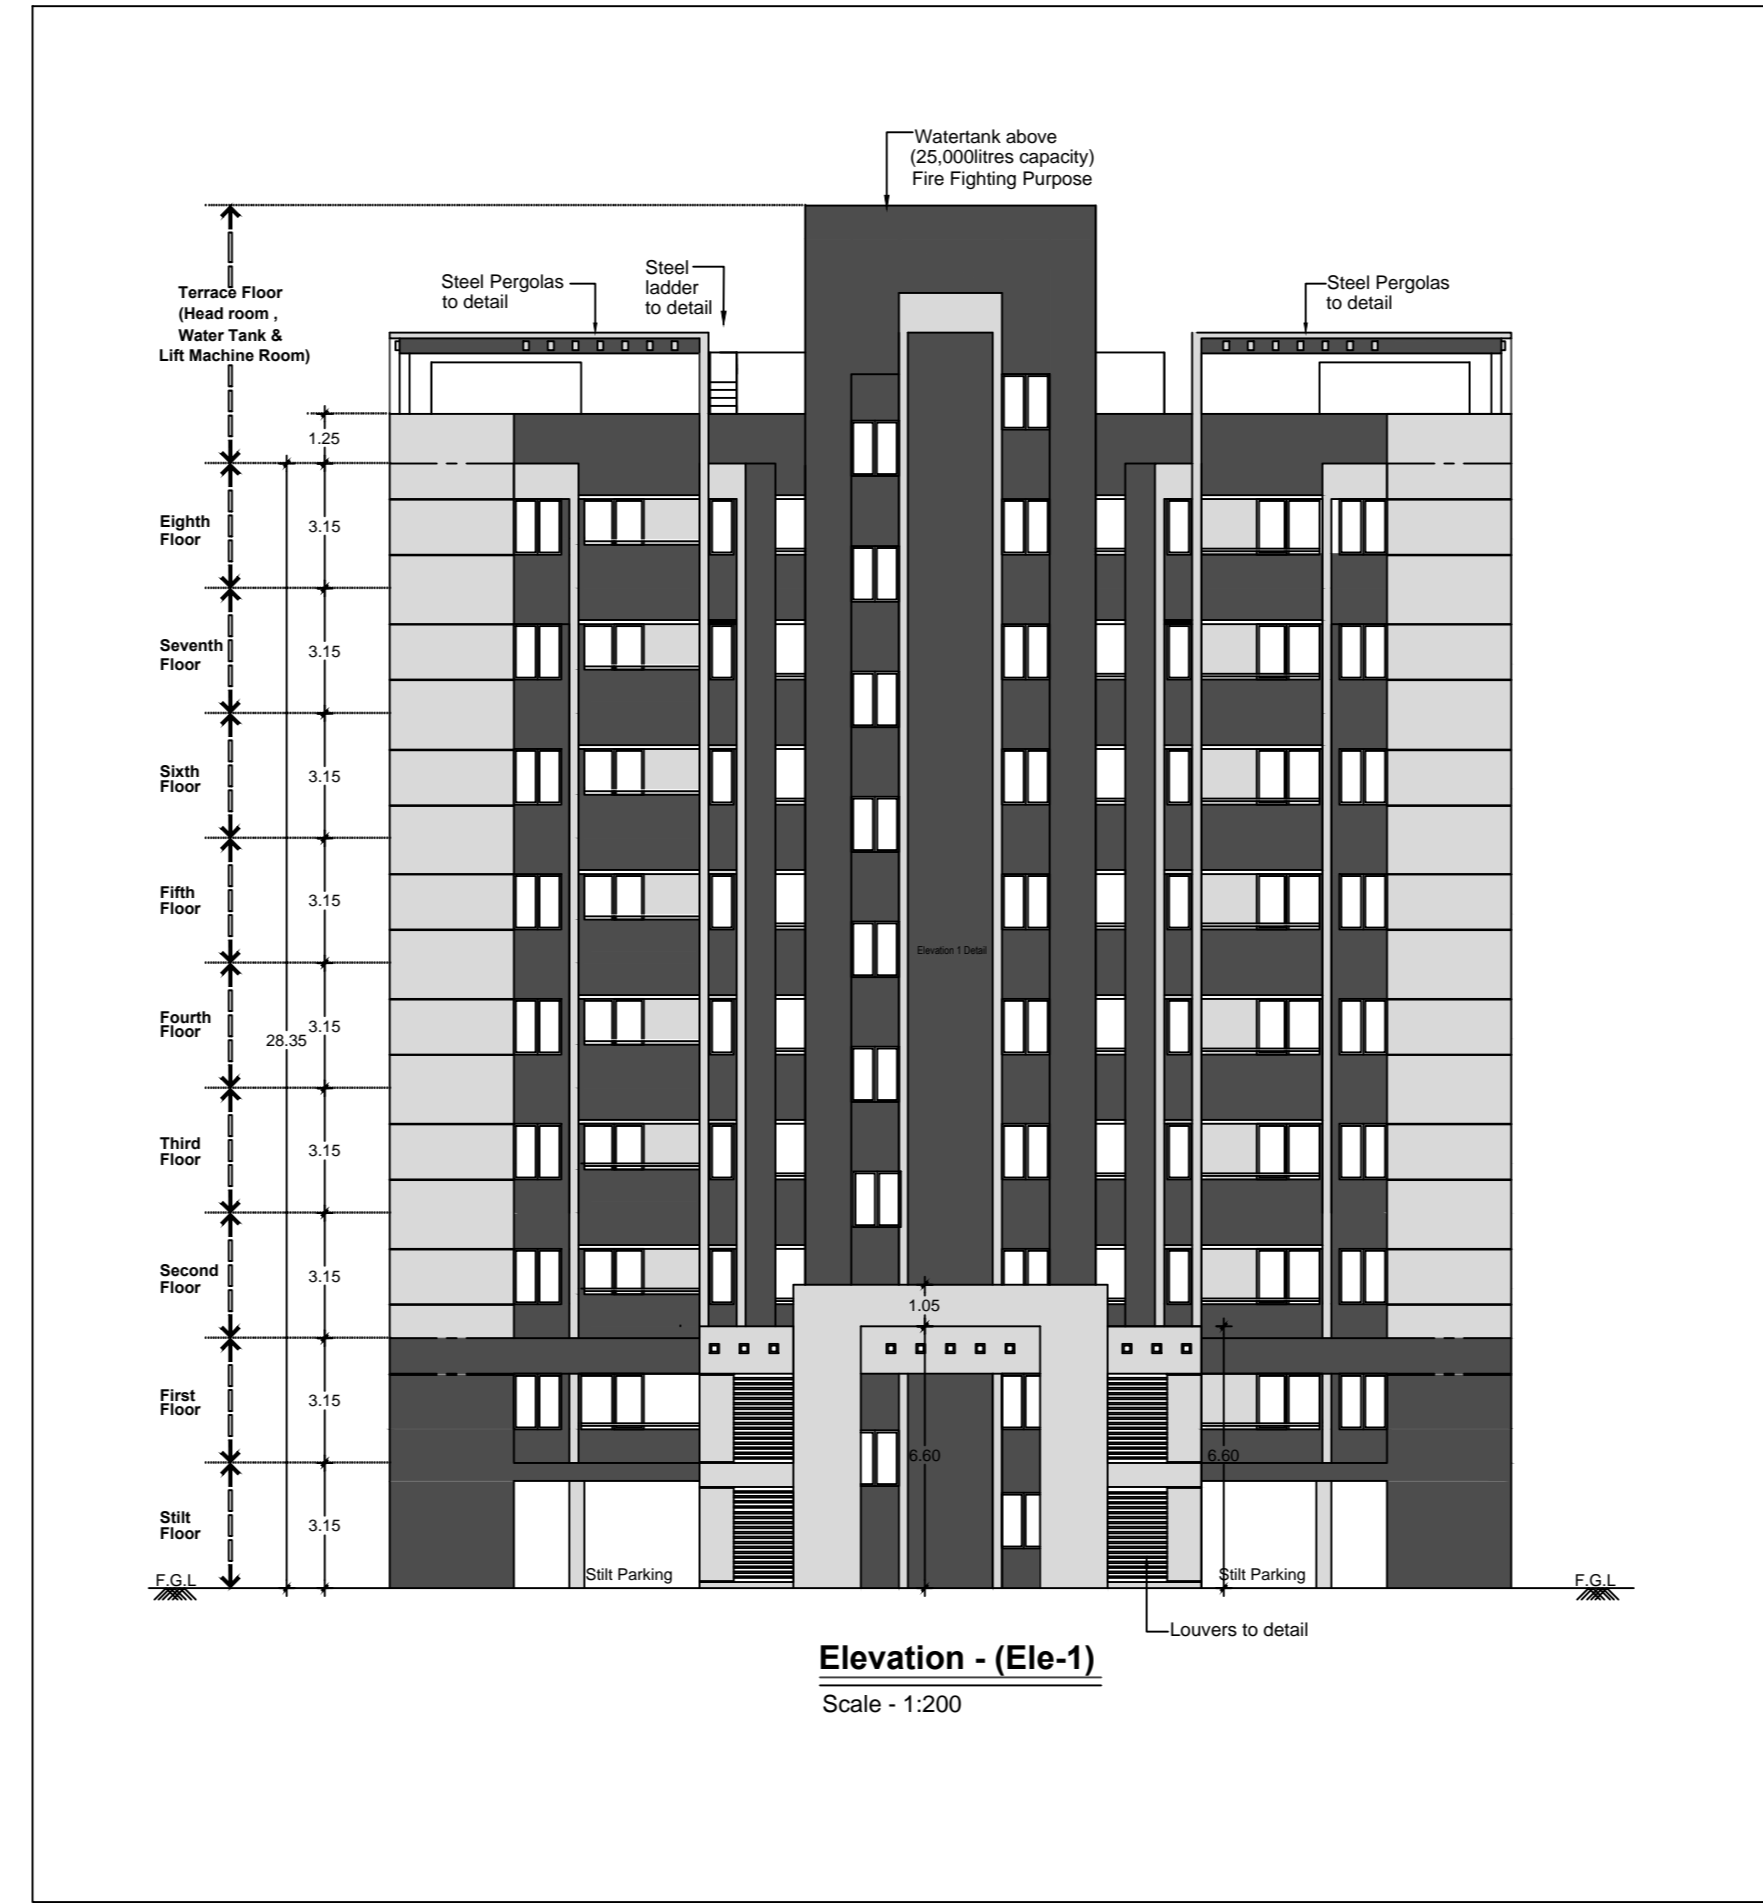 Watertank above
(25,000litres capacity)
Fire Fighting Purpose
Steel Pergolas
to detail
Steel
ladder
to detail
Steel Pergolas
to detail
Terrace Floor
(Head room ,
Water Tank &
Lift Machine Room)
1.25
Eighth
Floor
3.15
Seventh
Floor
3.15
Sixth
Floor
3.15
Fifth
Floor
3.15
Elevation 1 Detail
Fourth
Floor
3.15
28.35
Third
Floor
3.15
Second
Floor
3.15
1.05
First
Floor
3.15
6.60
6.60
Stilt
Floor
3.15
Stilt Parking
Stilt Parking
F.G.L
F.G.L
Louvers to detail
Elevation - (Ele-1)
Scale - 1:200